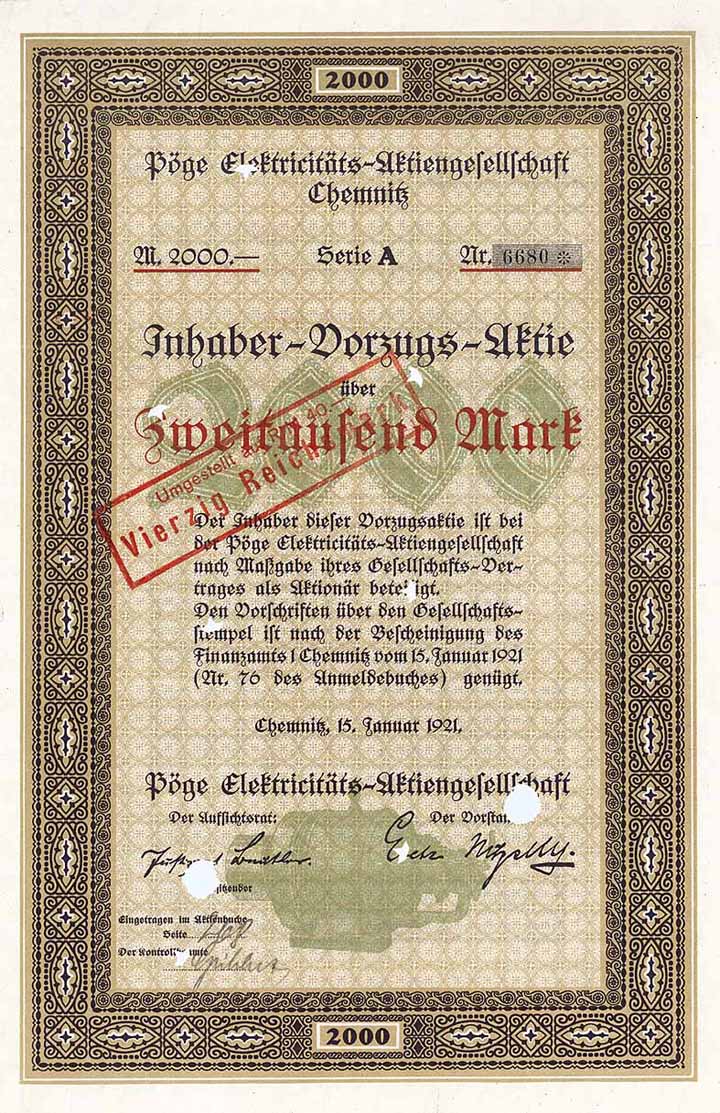 2000
Pöge Elektricitäts-Aktiengesellschaft
Chemnitz
M. 2000.— Serie A Nr. 6680 *
Inhaber-Vorzugs-Aktie
über
Zweitausend Mark
Umgestellt auf RM 40.—
Vierzig Reichsmark
Der Inhaber dieser Vorzugsaktie ist bei
der Pöge Elektricitäts-Aktiengesellschaft
nach Maßgabe ihres Gesellschafts-Ver-
trages als Aktionär beteiligt.
Den Vorschriften über den Gesellschafts-
stempel ist nach der Bescheinigung des
Finanzamts I Chemnitz vom 15. Januar 1921
(Nr. 76 des Anmeldebuches) genügt.
Chemnitz, 15. Januar 1921.
Pöge Elektricitäts-Aktiengesellschaft
Der Aufsichtsrat: Der Vorstand
Eingetragen im Aktienbuche
Seite
Der Kontrollbeamte
2000